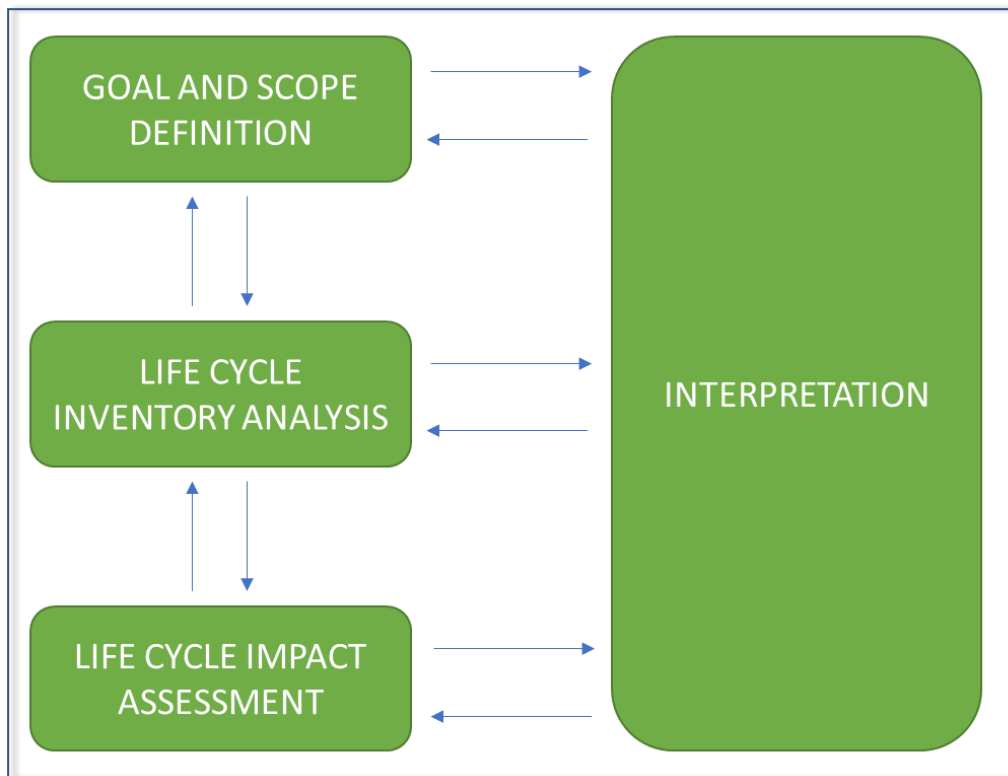 GOAL AND SCOPE
DEFINITION
LIFE CYCLE
INVENTORY ANALYSIS
INTERPRETATION
LIFE CYCLE IMPACT
ASSESSMENT